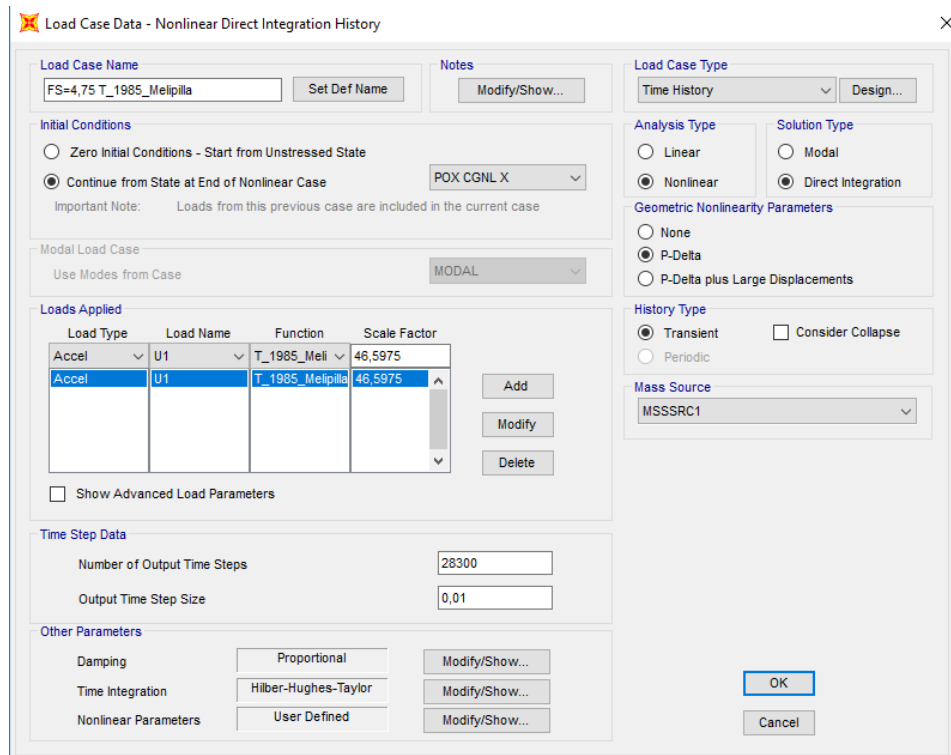 Load Case Data - Nonlinear Direct Integration History
Load Case Name
FS=4,75 T_1985_Melipilla
Set Def Name
Notes
Modify/Show...
Load Case Type
Time History
Design...
Initial Conditions
Zero Initial Conditions - Start from Unstressed State
Continue from State at End of Nonlinear Case
POX CGNL X
Important Note: Loads from this previous case are included in the current case
Analysis Type
Linear
Nonlinear
Solution Type
Modal
Direct Integration
Geometric Nonlinearity Parameters
None
P-Delta
P-Delta plus Large Displacements
Modal Load Case
Use Modes from Case
MODAL
Loads Applied
Load Type Load Name Function Scale Factor
Accel U1 T_1985_Meli 46,5975
Accel U1 T_1985_Melipilla 46,5975
Add
Modify
Delete
Show Advanced Load Parameters
History Type
Transient
Consider Collapse
Periodic
Mass Source
MSSSRC1
Time Step Data
Number of Output Time Steps
28300
Output Time Step Size
0,01
Other Parameters
Damping Proportional Modify/Show...
Time Integration Hilber-Hughes-Taylor Modify/Show...
Nonlinear Parameters User Defined Modify/Show...
OK
Cancel